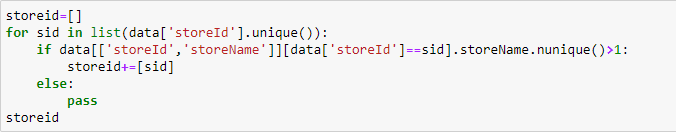 storeid=[]
for sid in list(data['storeId'].unique()):
    if data[['storeId','storeName']][data['storeId']==sid].storeName.nunique()>1:
        storeid+=[sid]
    else:
        pass
storeid